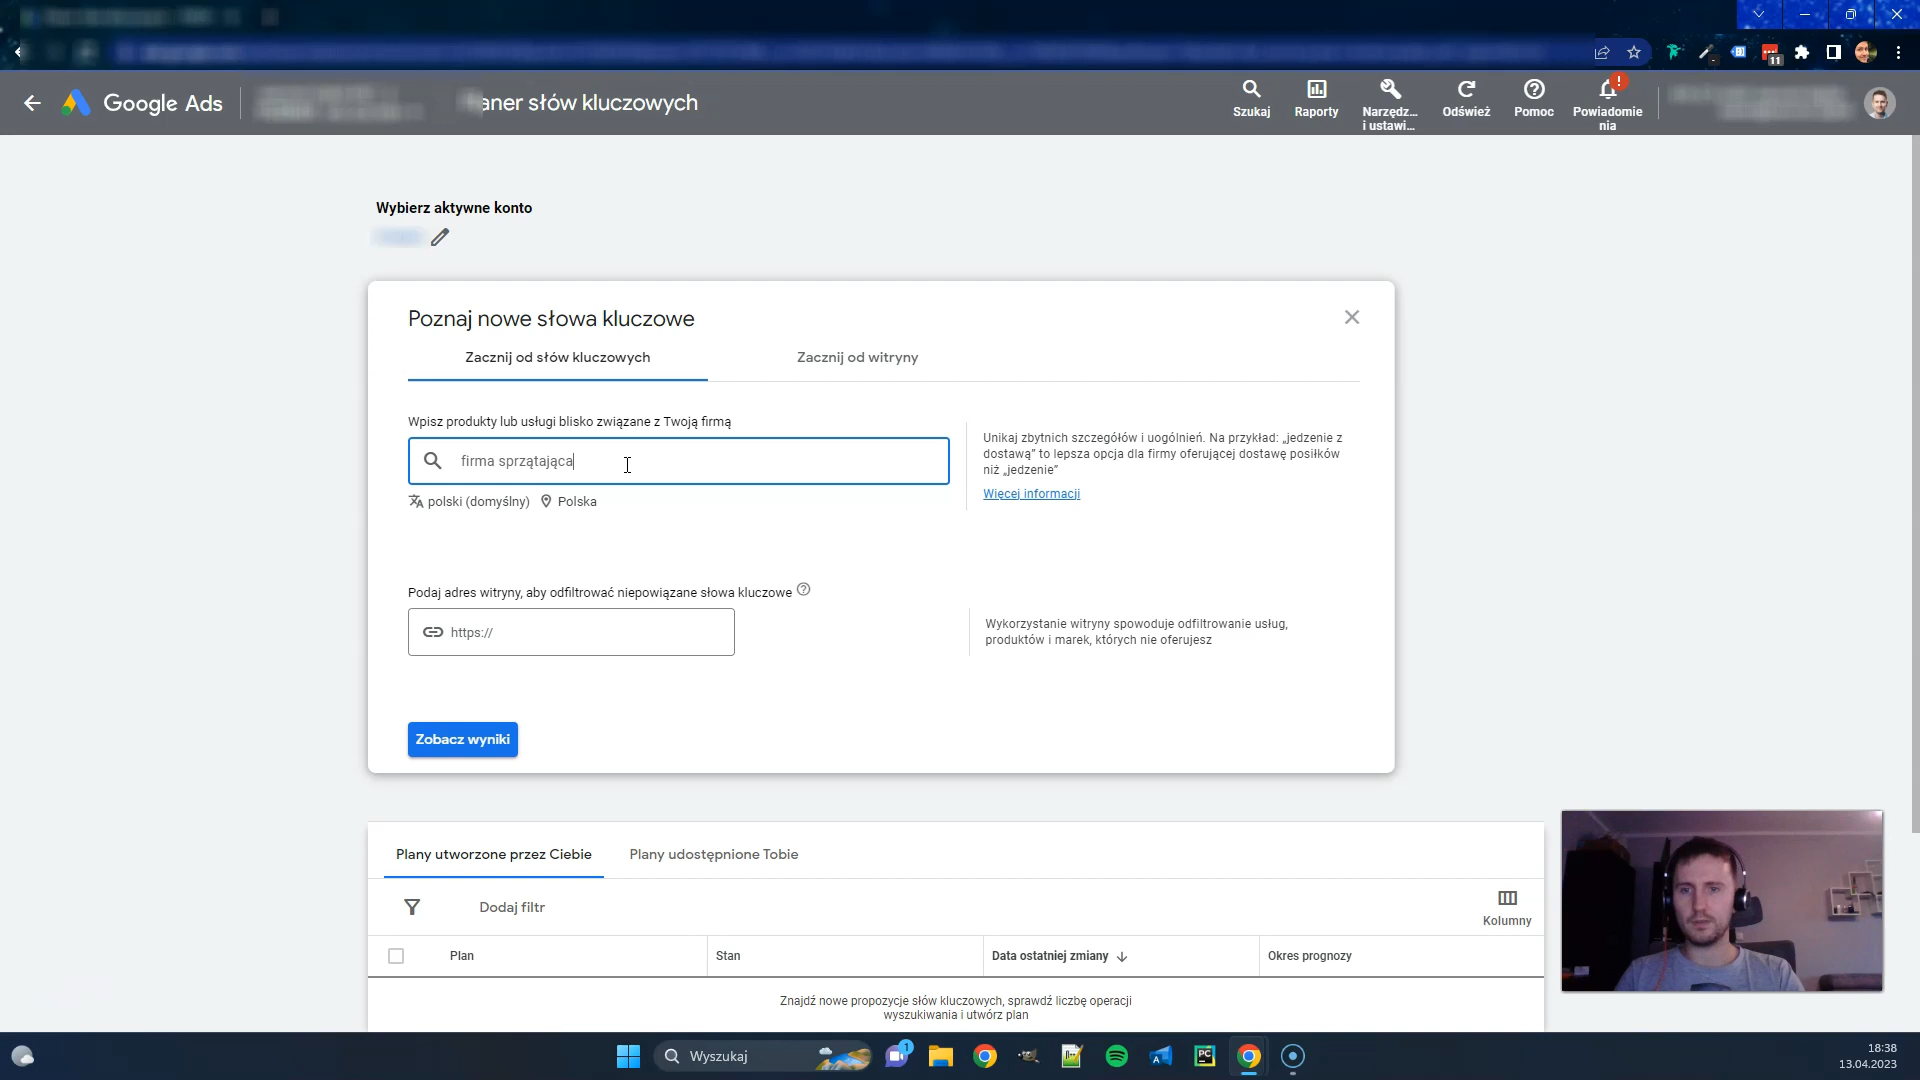 Google Ads
aner słów kluczowych
Szukaj
Raporty
Narzędz...
i ustawi...
Odśwież
Pomoc
Powiadome
nia
11
!
Wybierz aktywne konto
Poznaj nowe słowa kluczowe
Zacznij od słów kluczowych
Zacznij od witryny
Wpisz produkty lub usługi blisko związane z Twoją firmą
firma sprzątająca
polski (domyślny)
Polska
Unikaj zbytnich szczegółów i uogólnień. Na przykład: „jedzenie z
dostawą” to lepsza opcja dla firmy oferującej dostawę posiłków
niż „jedzenie”
Więcej informacji
Podaj adres witryny, aby odfiltrować niepowiązane słowa kluczowe
https://
Wykorzystanie witryny spowoduje odfiltrowanie usług,
produktów i marek, których nie oferujesz
Zobacz wyniki
Plany utworzone przez Ciebie
Plany udostępnione Tobie
Dodaj filtr
Kolumny
Plan
Stan
Data ostatniej zmiany
Okres prognozy
Znajdź nowe propozycje słów kluczowych, sprawdź liczbę operacji
wyszukiwania i utwórz plan
Wyszukaj
1
PC
18:38
13.04.2023